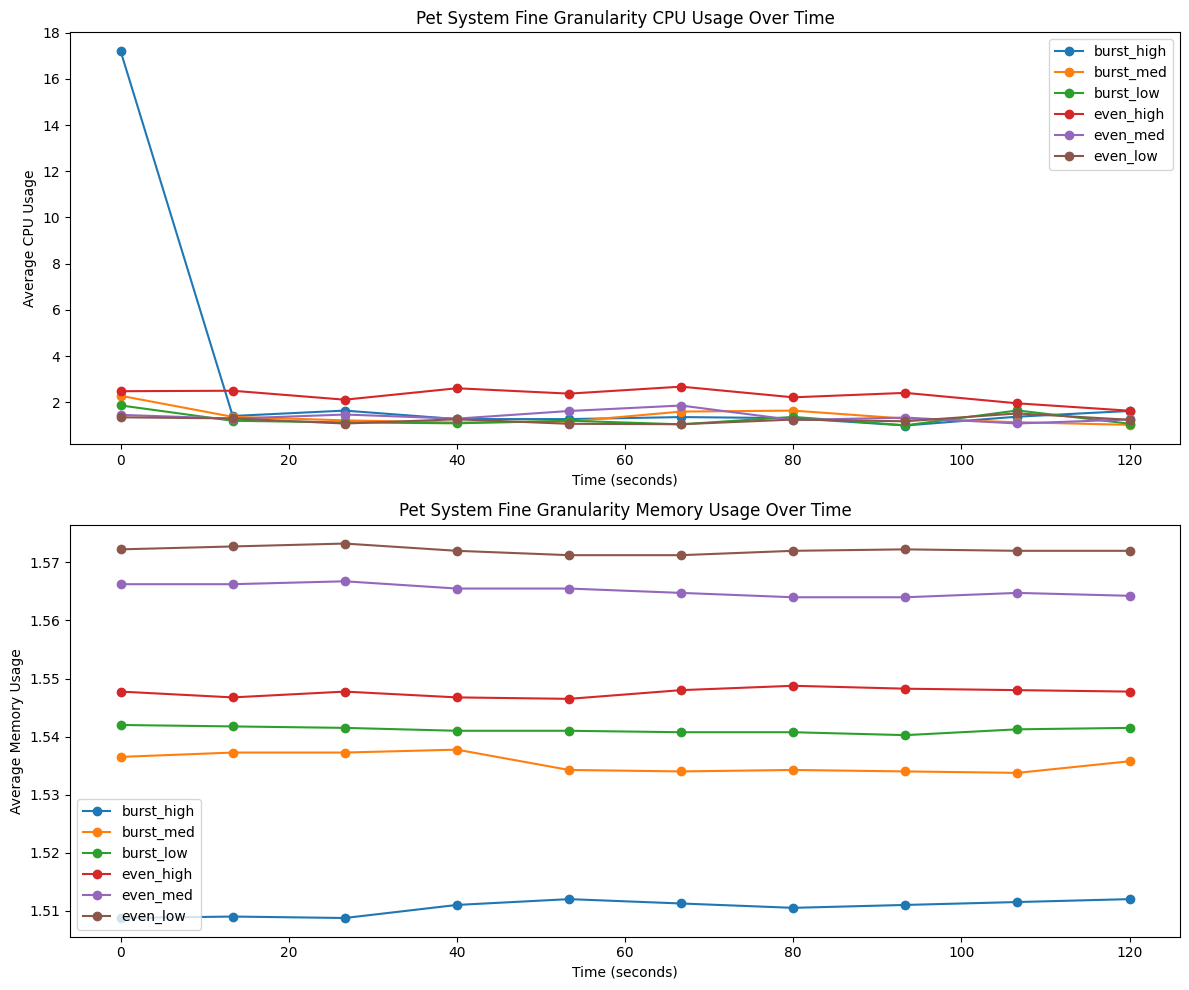 Pet System Fine Granularity CPU Usage Over Time
18
16
14
12
10
8
6
4
2
Average CPU Usage
burst_high
burst_med
burst_low
even_high
even_med
even_low
0 20 40 60 80 100 120
Time (seconds)
Pet System Fine Granularity Memory Usage Over Time
1.57
1.56
1.55
1.54
1.53
1.52
1.51
Average Memory Usage
burst_high
burst_med
burst_low
even_high
even_med
even_low
0 20 40 60 80 100 120
Time (seconds)